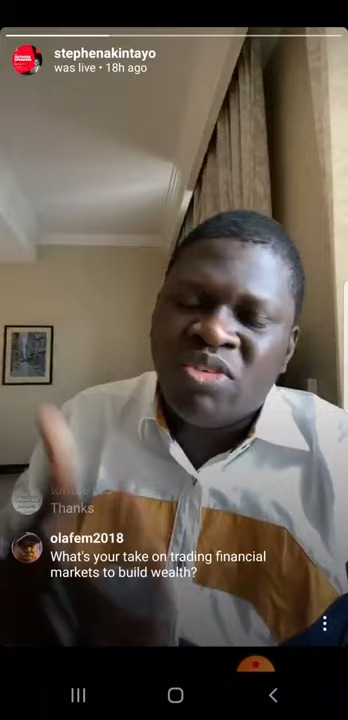 stephenakintayo
was live • 18h ago
Thanks
olafem2018
What's your take on trading financial
markets to build wealth?